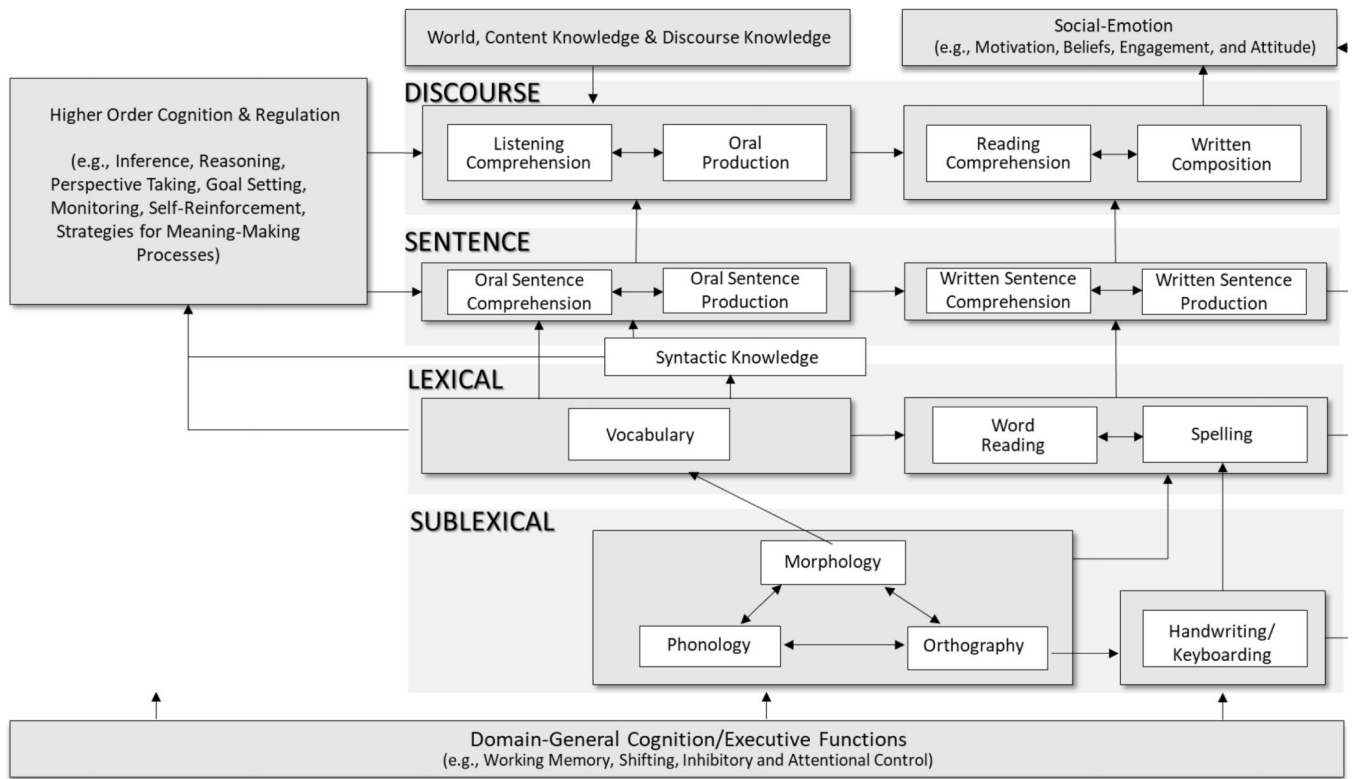 World, Content Knowledge & Discourse Knowledge
Social-Emotion
(e.g., Motivation, Beliefs, Engagement, and Attitude)
Higher Order Cognition & Regulation
(e.g., Inference, Reasoning,
Perspective Taking, Goal Setting,
Monitoring, Self-Reinforcement,
Strategies for Meaning-Making
Processes)
DISCOURSE
Listening
Comprehension
Oral
Production
Reading
Comprehension
Written
Composition
SENTENCE
Oral Sentence
Comprehension
Oral Sentence
Production
Written Sentence
Comprehension
Written Sentence
Production
Syntactic Knowledge
LEXICAL
Vocabulary
Word
Reading
Spelling
SUBLEXICAL
Morphology
Phonology
Orthography
Handwriting/
Keyboarding
Domain-General Cognition/Executive Functions
(e.g., Working Memory, Shifting, Inhibitory and Attentional Control)